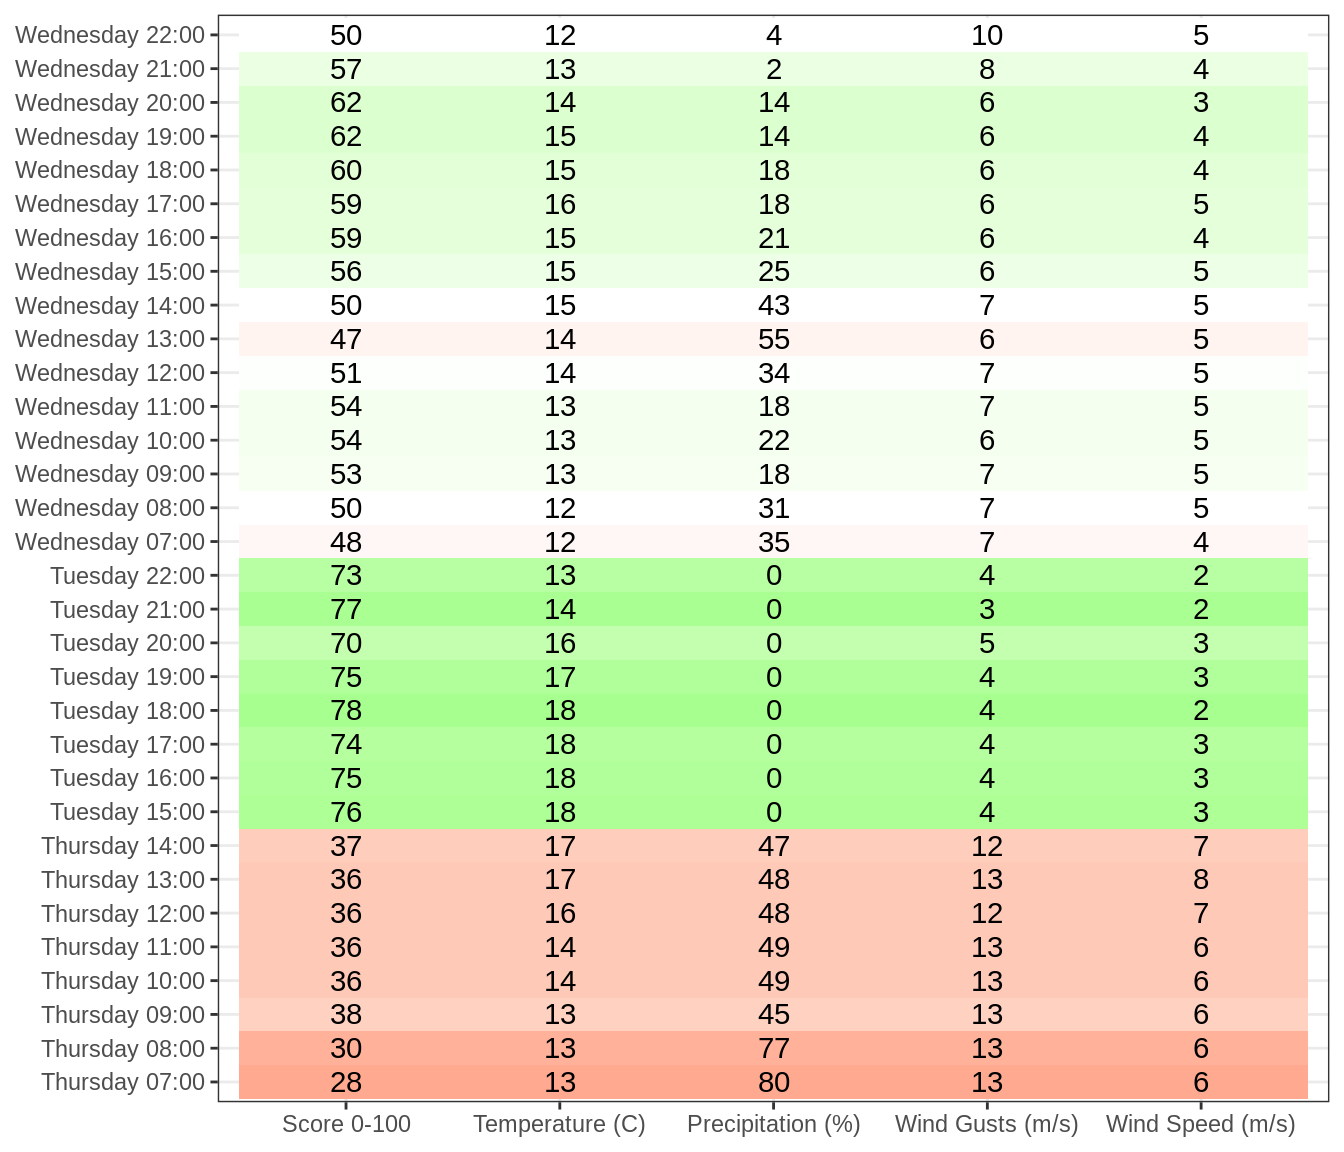 Wednesday 22:00 50 12 4 10 5
Wednesday 21:00 57 13 2 8 4
Wednesday 20:00 62 14 14 6 3
Wednesday 19:00 62 15 14 6 4
Wednesday 18:00 60 15 18 6 4
Wednesday 17:00 59 16 18 6 5
Wednesday 16:00 59 15 21 6 4
Wednesday 15:00 56 15 25 6 5
Wednesday 14:00 50 15 43 7 5
Wednesday 13:00 47 14 55 6 5
Wednesday 12:00 51 14 34 7 5
Wednesday 11:00 54 13 18 7 5
Wednesday 10:00 54 13 22 6 5
Wednesday 09:00 53 13 18 7 5
Wednesday 08:00 50 12 31 7 5
Wednesday 07:00 48 12 35 7 4
Tuesday 22:00 73 13 0 4 2
Tuesday 21:00 77 14 0 3 2
Tuesday 20:00 70 16 0 5 3
Tuesday 19:00 75 17 0 4 3
Tuesday 18:00 78 18 0 4 2
Tuesday 17:00 74 18 0 4 3
Tuesday 16:00 75 18 0 4 3
Tuesday 15:00 76 18 0 4 3
Thursday 14:00 37 17 47 12 7
Thursday 13:00 36 17 48 13 8
Thursday 12:00 36 16 48 12 7
Thursday 11:00 36 14 49 13 6
Thursday 10:00 36 14 49 13 6
Thursday 09:00 38 13 45 13 6
Thursday 08:00 30 13 77 13 6
Thursday 07:00 28 13 80 13 6
Score 0-100 Temperature (C) Precipitation (%) Wind Gusts (m/s) Wind Speed (m/s)